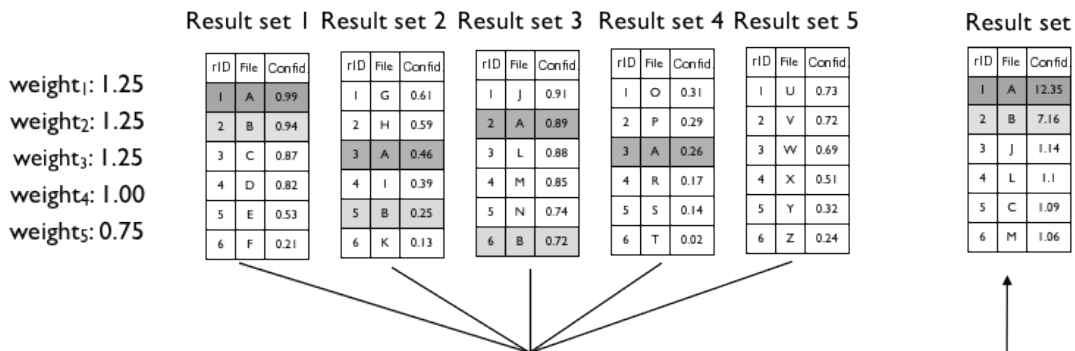 Result set 1 Result set 2 Result set 3 Result set 4 Result set 5 Result set
weight1: 1.25
weight2: 1.25
weight3: 1.25
weight4: 1.00
weight5: 0.75
rID File Confid.
1 A 0.99
2 B 0.94
3 C 0.87
4 D 0.82
5 E 0.53
6 F 0.21
rID File Confid.
1 G 0.61
2 H 0.59
3 A 0.46
4 I 0.39
5 B 0.25
6 K 0.13
rID File Confid.
1 J 0.91
2 A 0.89
3 L 0.88
4 M 0.85
5 N 0.74
6 B 0.72
rID File Confid.
1 O 0.31
2 P 0.29
3 A 0.26
4 R 0.17
5 S 0.14
6 T 0.02
rID File Confid.
1 U 0.73
2 V 0.72
3 W 0.69
4 X 0.51
5 Y 0.32
6 Z 0.24
rID File Confid.
1 A 12.35
2 B 7.16
3 J 1.14
4 L 1.1
5 C 1.09
6 M 1.06